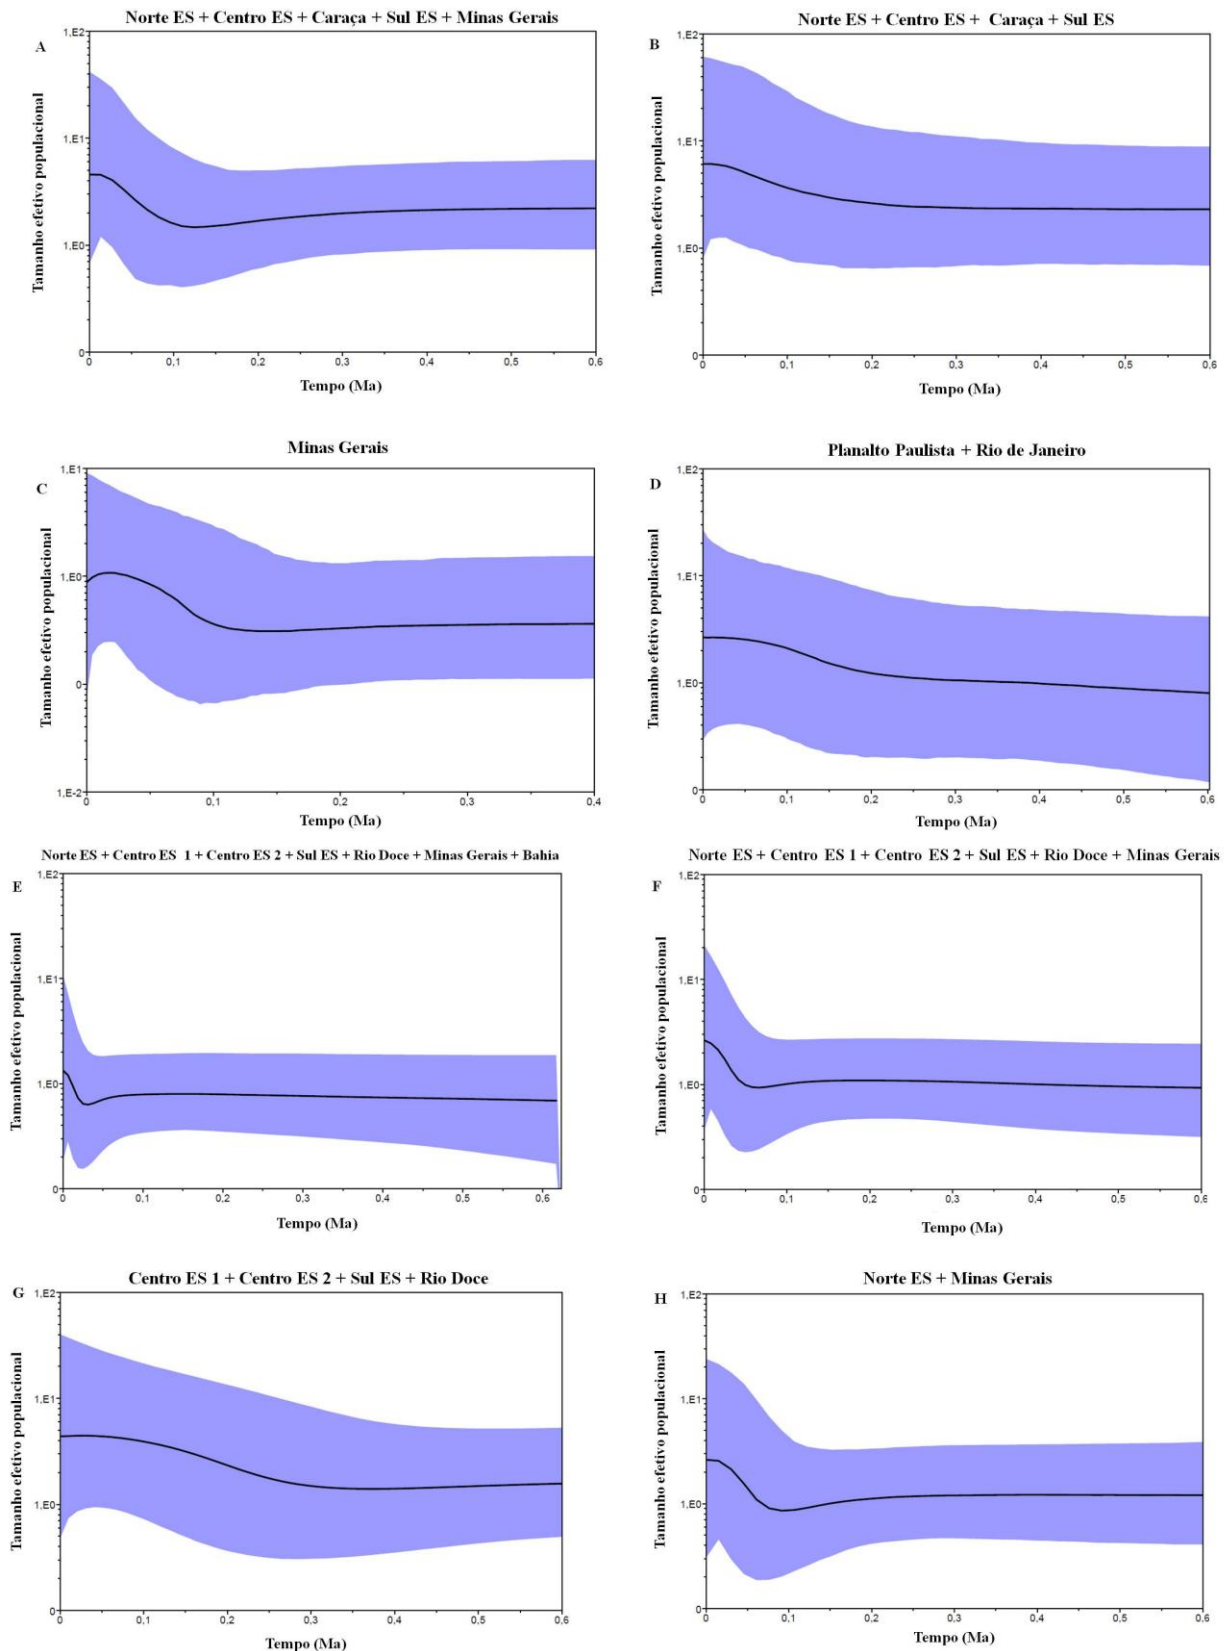 Norte ES + Centro ES + Caraça + Sul ES + Minas Gerais
A
1,E2
1,E1
1,E0
0
0 0,1 0,2 0,3 0,4 0,5 0,6
Tamanho efetivo populacional
Tempo (Ma)
Norte ES + Centro ES + Caraça + Sul ES
B
1,E2
1,E1
1,E0
0
0 0,1 0,2 0,3 0,4 0,5 0,6
Tamanho efetivo populacional
Tempo (Ma)
Minas Gerais
C
1,E1
1,E0
0
1,E-2
0 0,1 0,2 0,3 0,4
Tamanho efetivo populacional
Tempo (Ma)
Planalto Paulista + Rio de Janeiro
D
1,E2
1,E1
1,E0
0
0 0,1 0,2 0,3 0,4 0,5 0,6
Tamanho efetivo populacional
Tempo (Ma)
Norte ES + Centro ES 1 + Centro ES 2 + Sul ES + Rio Doce + Minas Gerais + Bahia
E
1,E2
1,E1
1,E0
0
0 0,1 0,2 0,3 0,4 0,5 0,6
Tamanho efetivo populacional
Tempo (Ma)
Norte ES + Centro ES 1 + Centro ES 2 + Sul ES + Rio Doce + Minas Gerais
F
1,E2
1,E1
1,E0
0
0 0,1 0,2 0,3 0,4 0,5 0,6
Tamanho efetivo populacional
Tempo (Ma)
Centro ES 1 + Centro ES 2 + Sul ES + Rio Doce
G
1,E2
1,E1
1,E0
0
0 0,1 0,2 0,3 0,4 0,5 0,6
Tamanho efetivo populacional
Tempo (Ma)
Norte ES + Minas Gerais
H
1,E2
1,E1
1,E0
0
0 0,1 0,2 0,3 0,4 0,5 0,6
Tamanho efetivo populacional
Tempo (Ma)